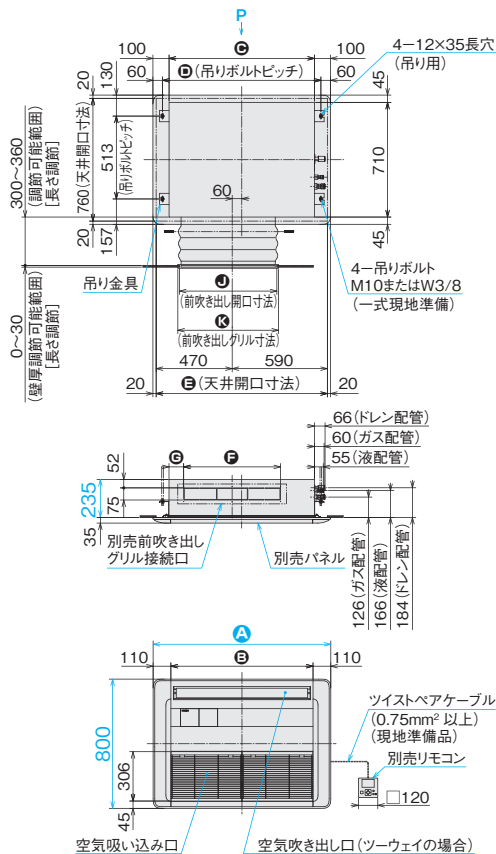 P
100
C
100
60
D(吊りボルトピッチ)
60
4−12×35長穴
(吊り用)
20
130
45
300〜360
(調節可能範囲)
[長さ調節]
760(天井開口寸法)
513
(吊りボルトピッチ)
710
60
20
157
45
吊り金具
4−吊りボルト
M10またはW3/8
(一式現地準備)
0〜30
(壁厚調節可能範囲)
[長さ調節]
J
(前吹き出し開口寸法)
K
(前吹き出しグリル寸法)
470
590
20
E(天井開口寸法)
20
66(ドレン配管)
60(ガス配管)
55(液配管)
52
G
F
235
75
35
別売前吹き出し
グリル接続口
別売パネル
126(ガス配管)
166(液配管)
184(ドレン配管)
A
110
B
110
800
306
45
ツイストペアケーブル
(0.75mm² 以上)
(現地準備品)
別売リモコン
□120
空気吸い込み口
空気吹き出し口(ツーウェイの場合)